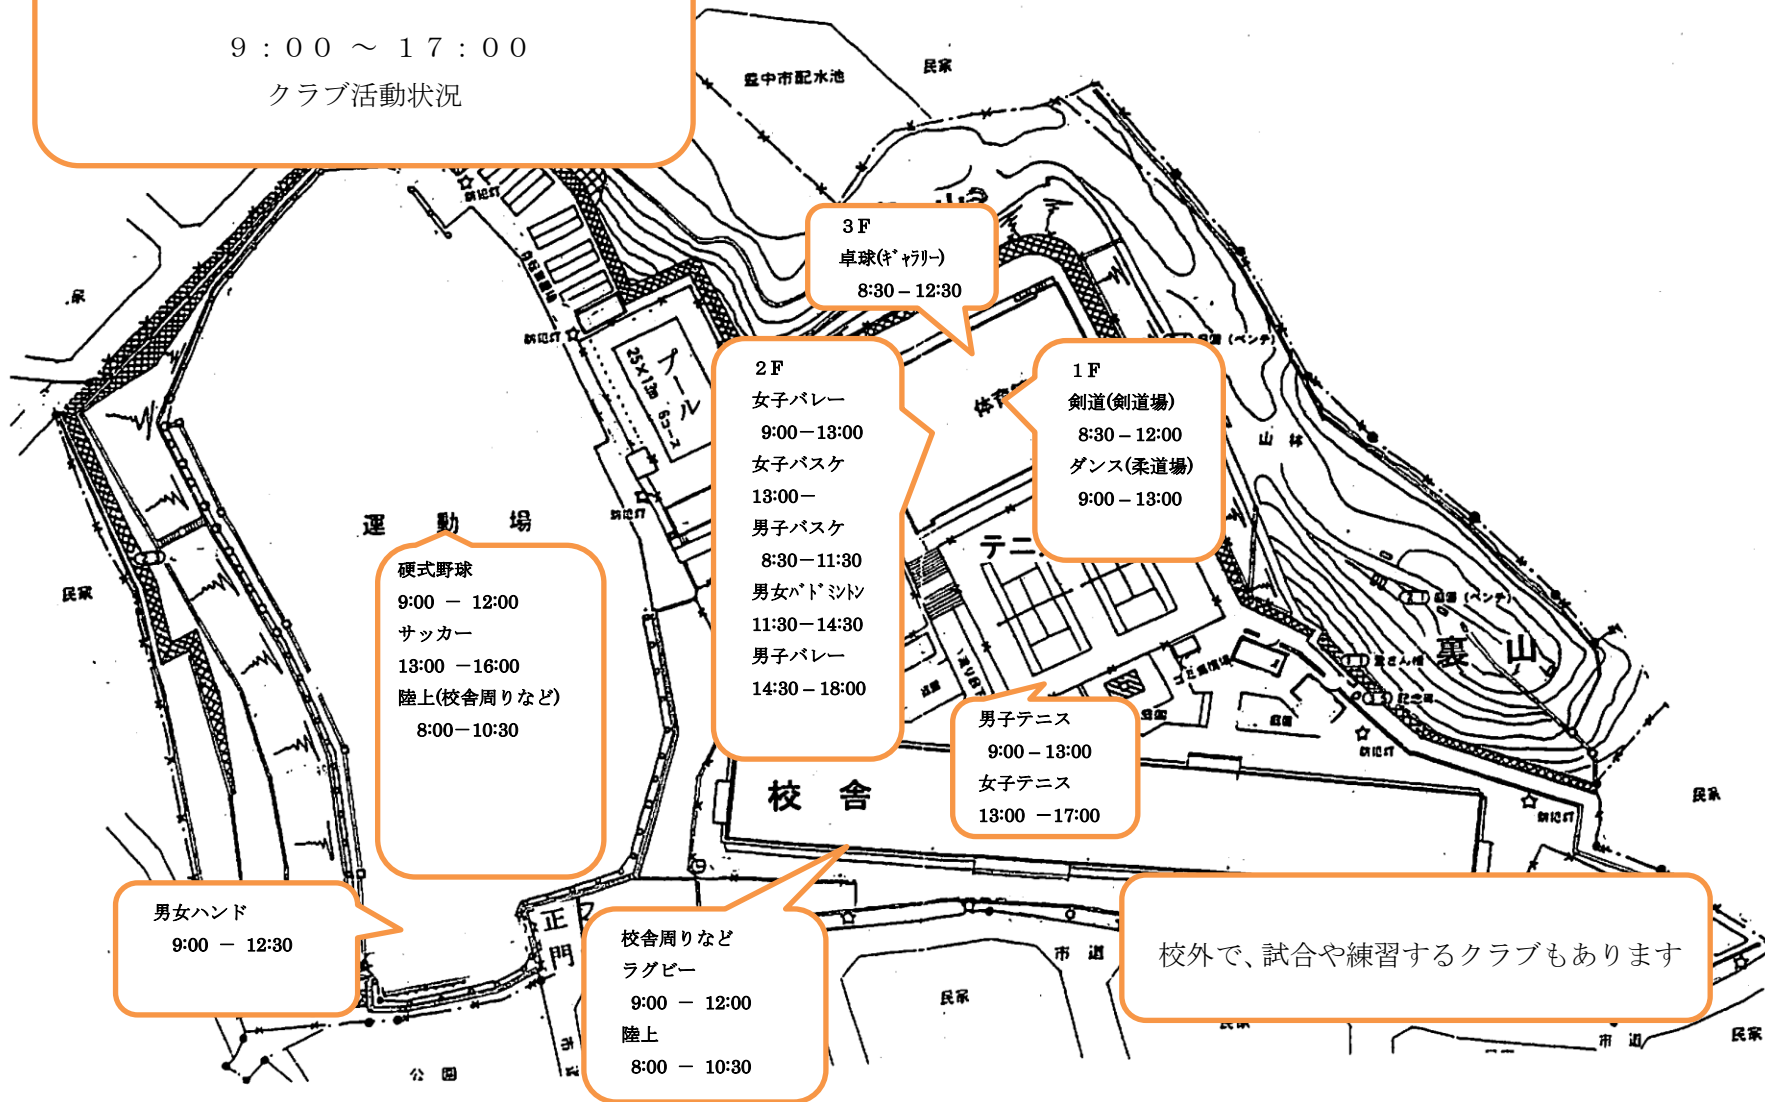 9：00 ～ 17：00
クラブ活動状況
豊中市配水池
民家
3F
卓球(ギャラリー)
8:30－12:30
プール
25×13m 6コース
2F
女子バレー
9:00－13:00
女子バスケ
13:00－
男子バスケ
8:30－11:30
男女バドミントン
11:30－14:30
男子バレー
14:30－18:00
1F
剣道(剣道場)
8:30－12:00
ダンス(柔道場)
9:00－13:00
山林
運動場
硬式野球
9:00 － 12:00
サッカー
13:00 －16:00
陸上(校舎周りなど)
8:00－10:30
民家
裏山
男子テニス
9:00－13:00
女子テニス
13:00 －17:00
校舎
民家
男女ハンド
9:00 － 12:30
正門
校舎周りなど
ラグビー
9:00 － 12:00
陸上
8:00 － 10:30
市道
民家
校外で、試合や練習するクラブもあります
市道
民家
公園